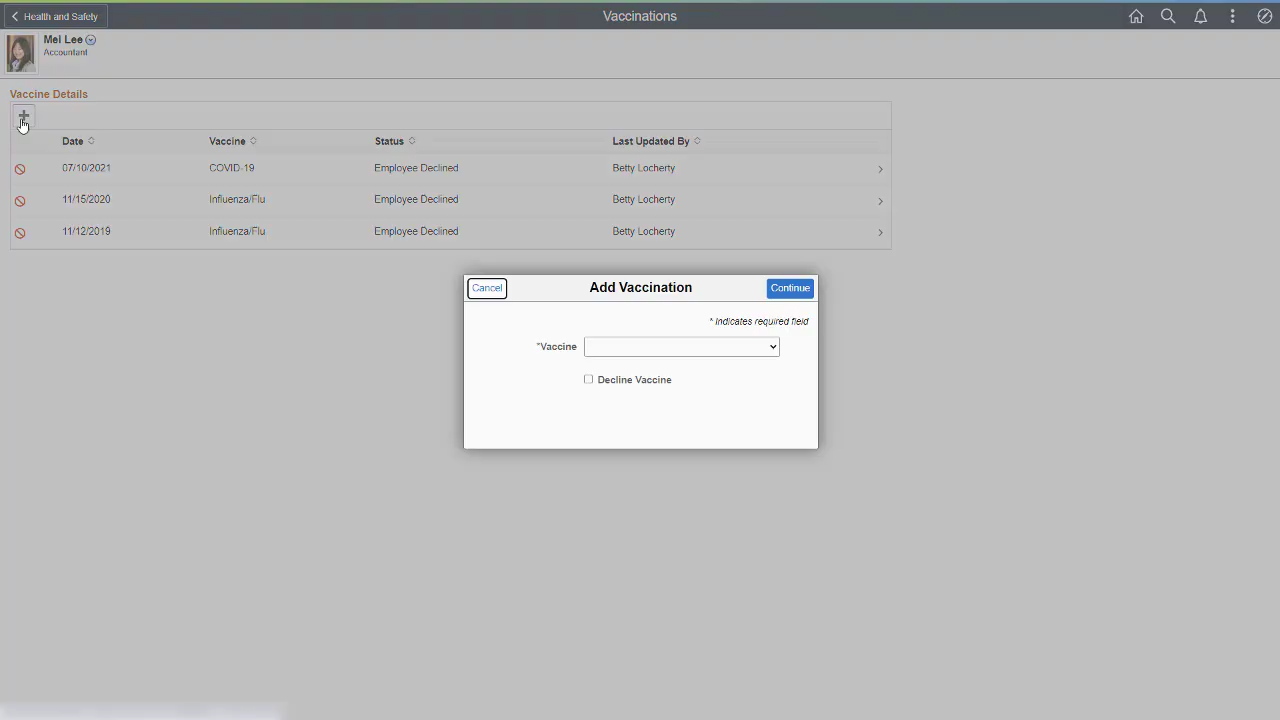 Health and Safety
Vaccinations
Mei Lee
Accountant
Vaccine Details
Date Vaccine Status Last Updated By
07/10/2021 COVID-19 Employee Declined Betty Locherty
11/15/2020 Influenza/Flu Employee Declined Betty Locherty
11/12/2019 Influenza/Flu Employee Declined Betty Locherty
Cancel Add Vaccination Continue
* Indicates required field
*Vaccine
Decline Vaccine